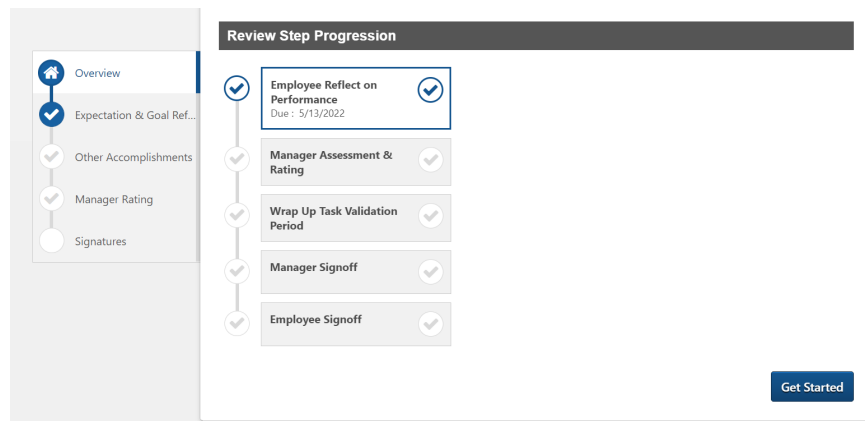 Review Step Progression
Overview
Expectation & Goal Ref...
Other Accomplishments
Manager Rating
Signatures
Employee Reflect on
Performance
Due : 5/13/2022
Manager Assessment &
Rating
Wrap Up Task Validation
Period
Manager Signoff
Employee Signoff
Get Started